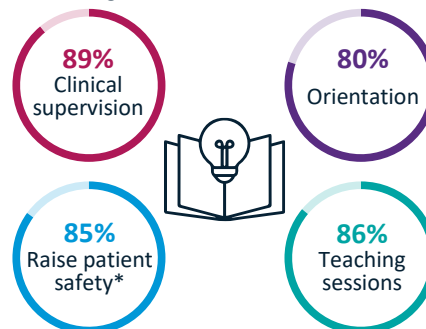 89%
Clinical
supervision
80%
Orientation
85%
Raise patient
safety*
86%
Teaching
sessions